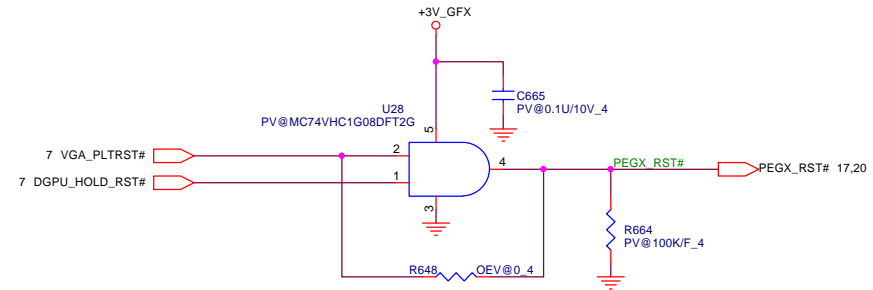 +3V_GFX
C665
PV@0.1U/10V_4
U28
PV@MC74VHC1G08DFT2G
5
7 VGA_PLTRST#
2
4
PEGX_RST#
PEGX_RST# 17,20
7 DGPU_HOLD_RST#
1
3
R664
PV@100K/F_4
R648
OEV@0_4